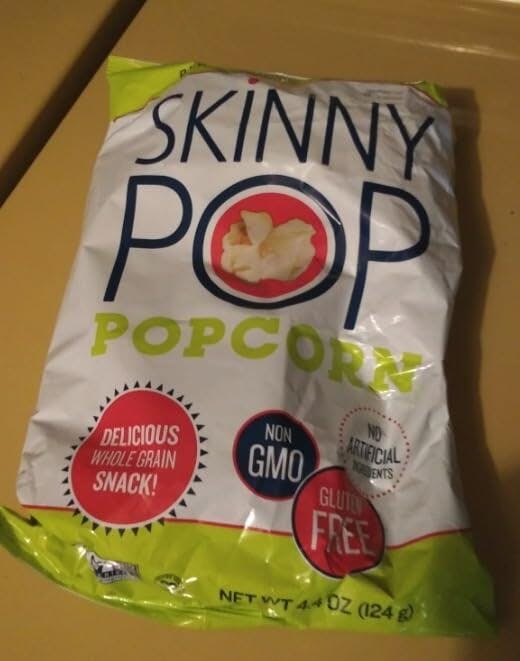 SKINNY
POP
POPCORN
DELICIOUS
WHOLE GRAIN
SNACK!
NON
GMO
NO
ARTIFICIAL
INGREDIENTS
GLUTEN
FREE
NET WT 4.4 OZ (124 g)